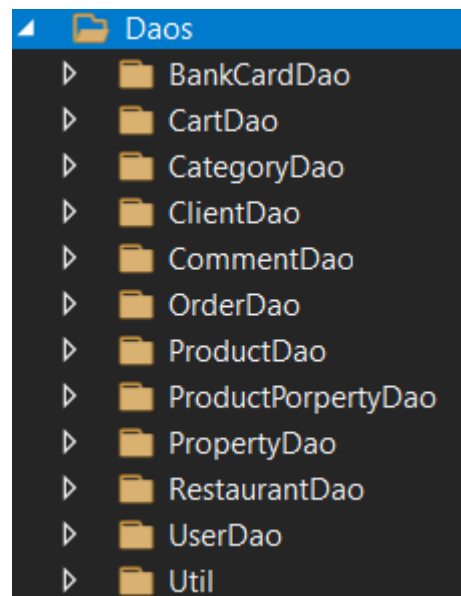 Daos
BankCardDao
CartDao
CategoryDao
ClientDao
CommentDao
OrderDao
ProductDao
ProductPorpertyDao
PropertyDao
RestaurantDao
UserDao
Util